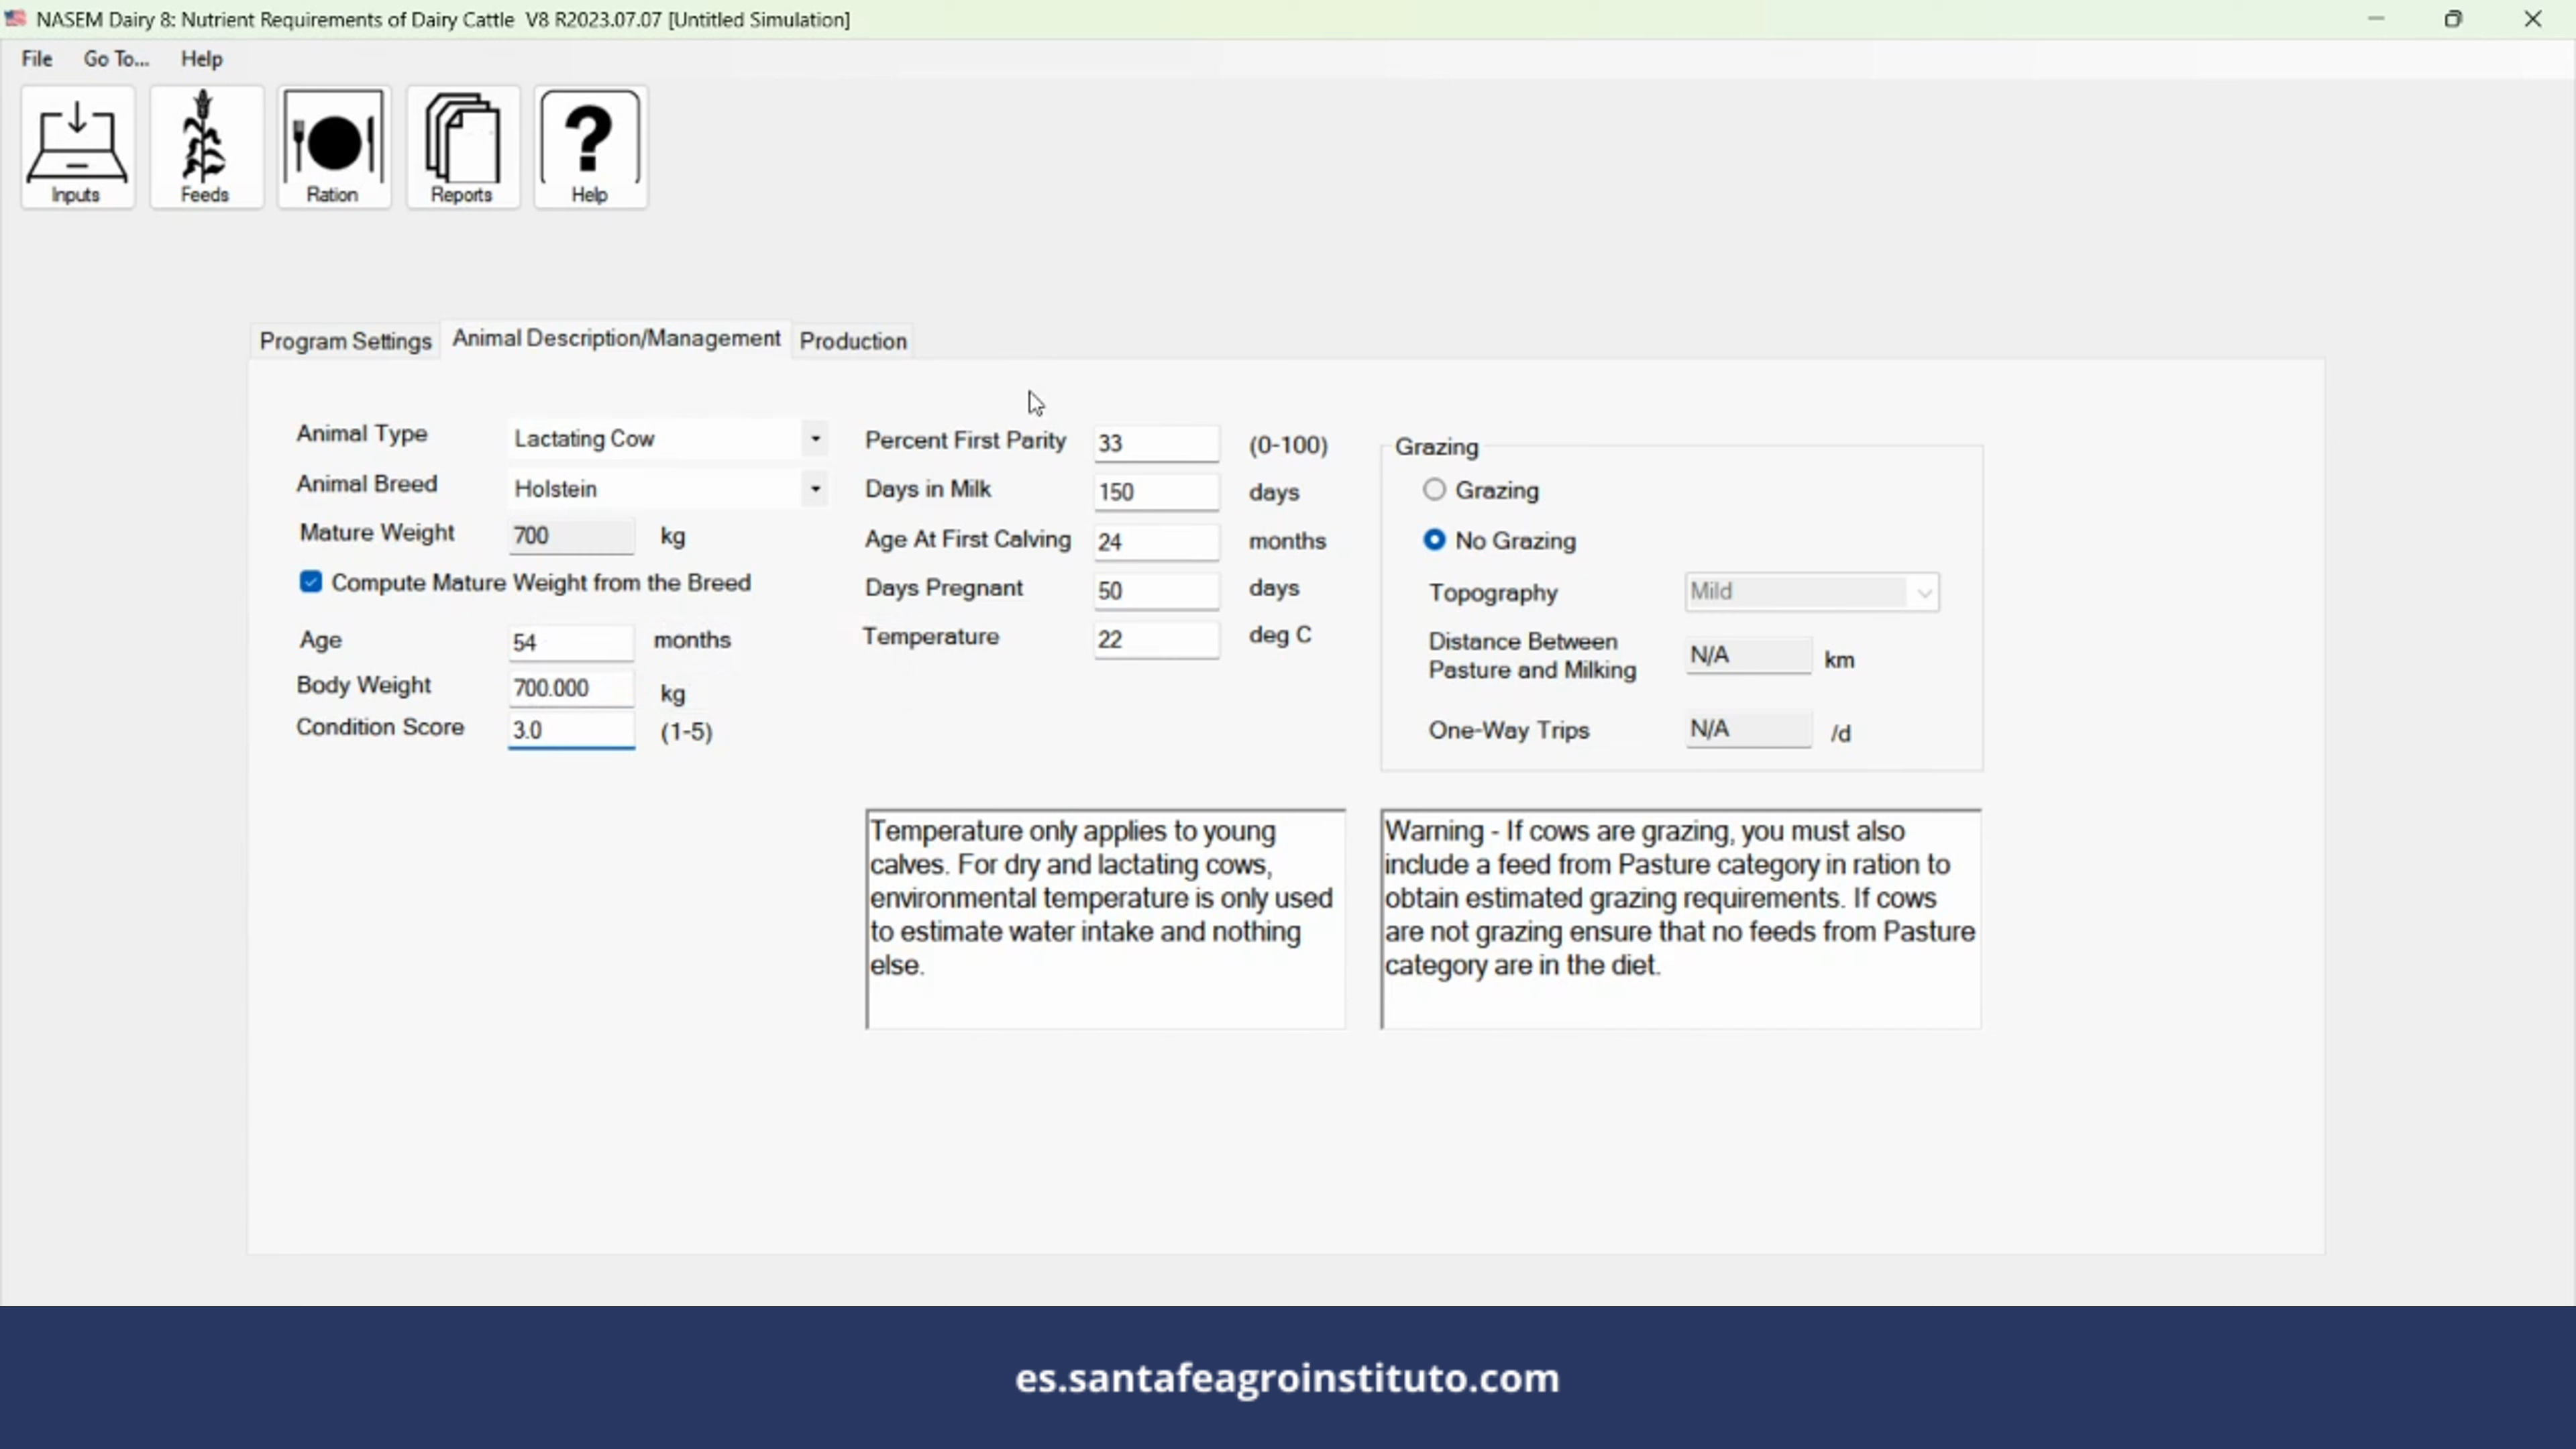 NASEM Dairy 8: Nutrient Requirements of Dairy Cattle V8 R2023.07.07 [Untitled Simulation]
File Go To... Help
Inputs Feeds Ration Reports Help
Program Settings Animal Description/Management Production
Animal Type Lactating Cow
Animal Breed Holstein
Mature Weight 700 kg
Compute Mature Weight from the Breed
Age 54 months
Body Weight 700.000 kg
Condition Score 3.0 (1-5)
Percent First Parity 33 (0-100)
Days in Milk 150 days
Age At First Calving 24 months
Days Pregnant 50 days
Temperature 22 deg C
Grazing
Grazing
No Grazing
Topography Mild
Distance Between
Pasture and Milking N/A km
One-Way Trips N/A /d
Temperature only applies to young
calves. For dry and lactating cows,
environmental temperature is only used
to estimate water intake and nothing
else.
Warning - If cows are grazing, you must also
include a feed from Pasture category in ration to
obtain estimated grazing requirements. If cows
are not grazing ensure that no feeds from Pasture
category are in the diet.
es.santafeagroinstituto.com